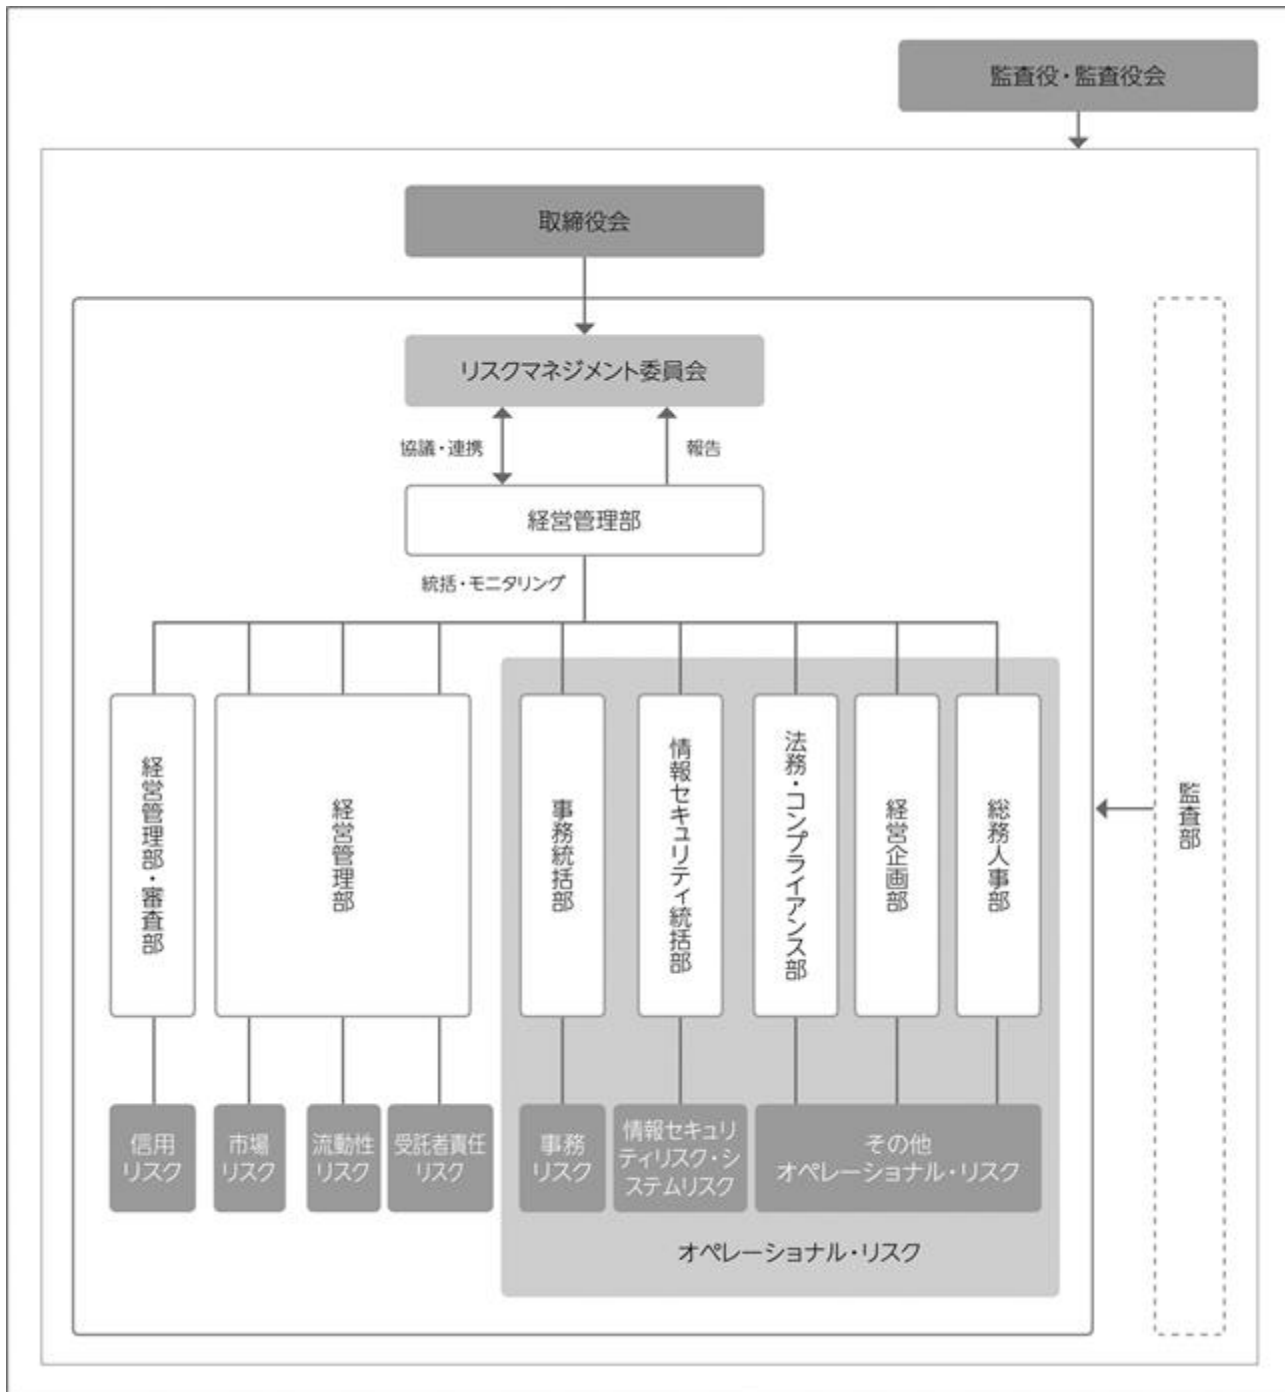 監査役・監査役会
取締役会
リスクマネジメント委員会
協議・連携
報告
経営管理部
統括・モニタリング
経営管理部・審査部
経営管理部
事務統括部
情報セキュリティ統括部
法務・コンプライアンス部
経営企画部
総務人事部
監査部
信用
リスク
市場
リスク
流動性
リスク
受託者責任
リスク
事務
リスク
情報セキュリ
ティリスク・シ
ステムリスク
その他
オペレーショナル・リスク
オペレーショナル・リスク